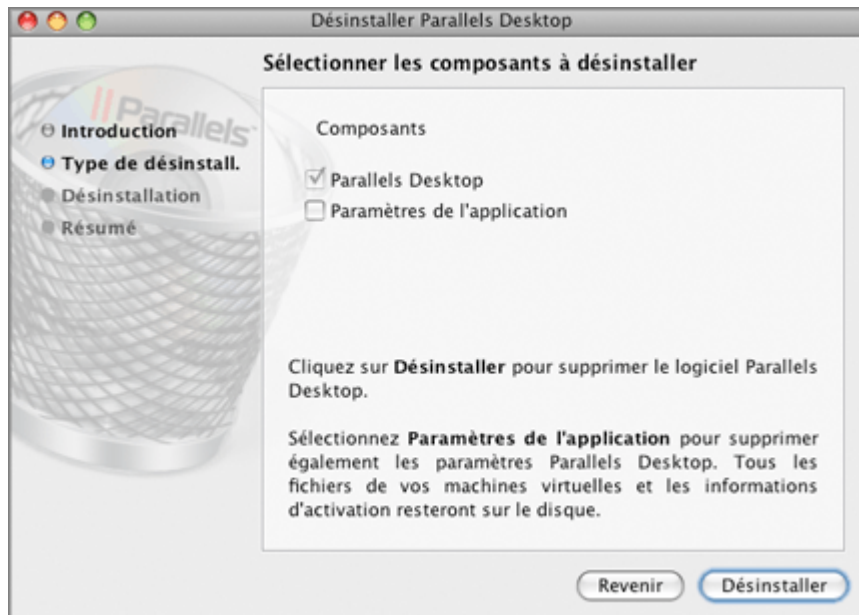 Désinstaller Parallels Desktop
Sélectionner les composants à désinstaller
Parallels
Introduction
Type de désinstall.
Désinstallation
Résumé
Composants
Parallels Desktop
Paramètres de l'application
Cliquez sur Désinstaller pour supprimer le logiciel Parallels
Desktop.
Sélectionnez Paramètres de l'application pour supprimer
également les paramètres Parallels Desktop. Tous les
fichiers de vos machines virtuelles et les informations
d'activation resteront sur le disque.
Revenir
Désinstaller